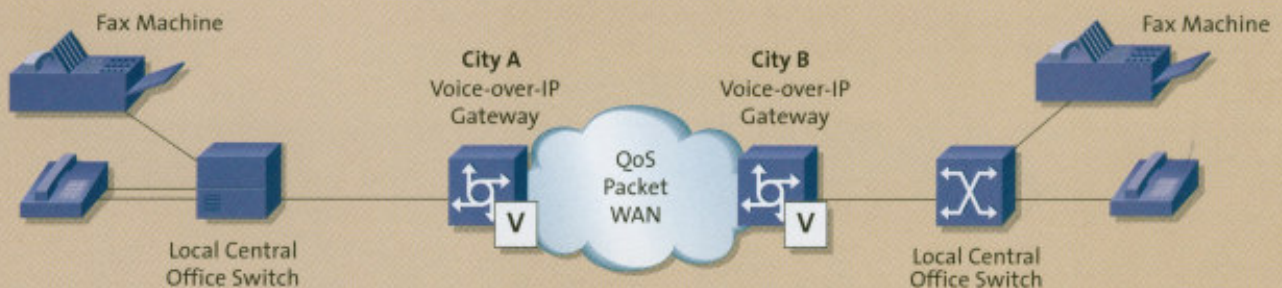 Fax Machine
City A
Voice-over-IP
Gateway
V
QoS
Packet
WAN
City B
Voice-over-IP
Gateway
V
Fax Machine
Local Central
Office Switch
Local Central
Office Switch